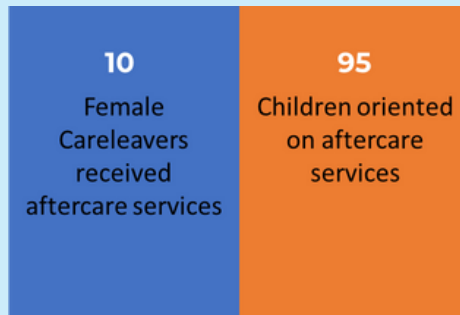 10
Female
Careleavers
received
aftercare services
95
Children oriented
on aftercare
services